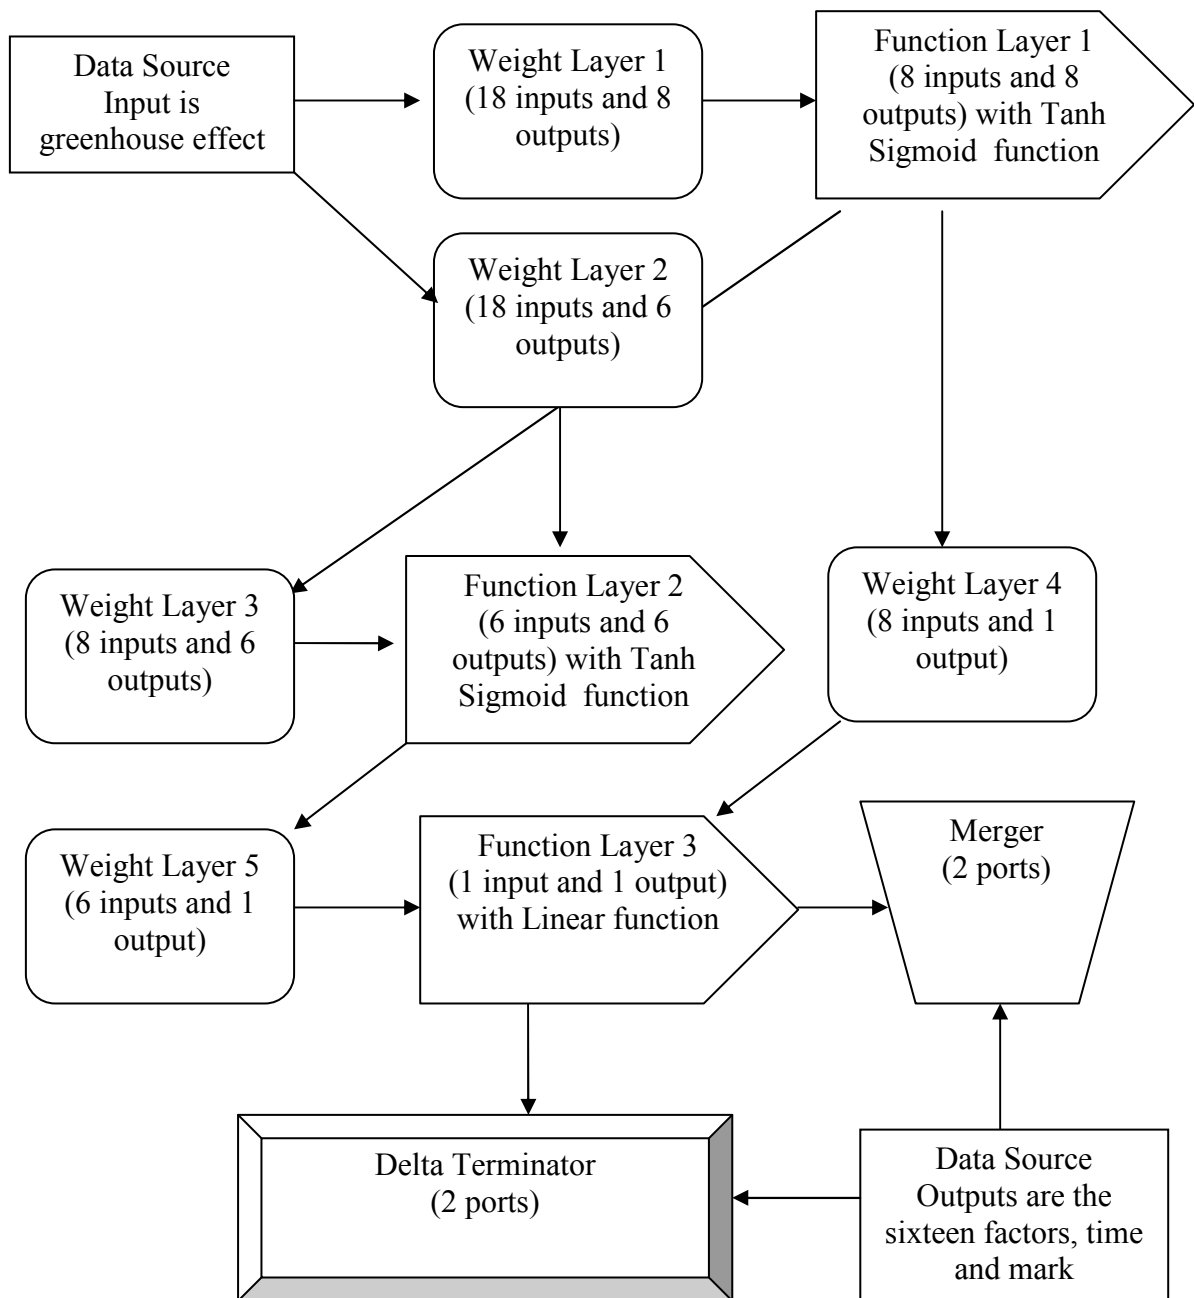 Data Source
Input is
greenhouse effect
Weight Layer 1
(18 inputs and 8
outputs)
Function Layer 1
(8 inputs and 8
outputs) with Tanh
Sigmoid function
Weight Layer 2
(18 inputs and 6
outputs)
Weight Layer 3
(8 inputs and 6
outputs)
Function Layer 2
(6 inputs and 6
outputs) with Tanh
Sigmoid function
Weight Layer 4
(8 inputs and 1
output)
Weight Layer 5
(6 inputs and 1
output)
Function Layer 3
(1 input and 1 output)
with Linear function
Merger
(2 ports)
Delta Terminator
(2 ports)
Data Source
Outputs are the
sixteen factors, time
and mark